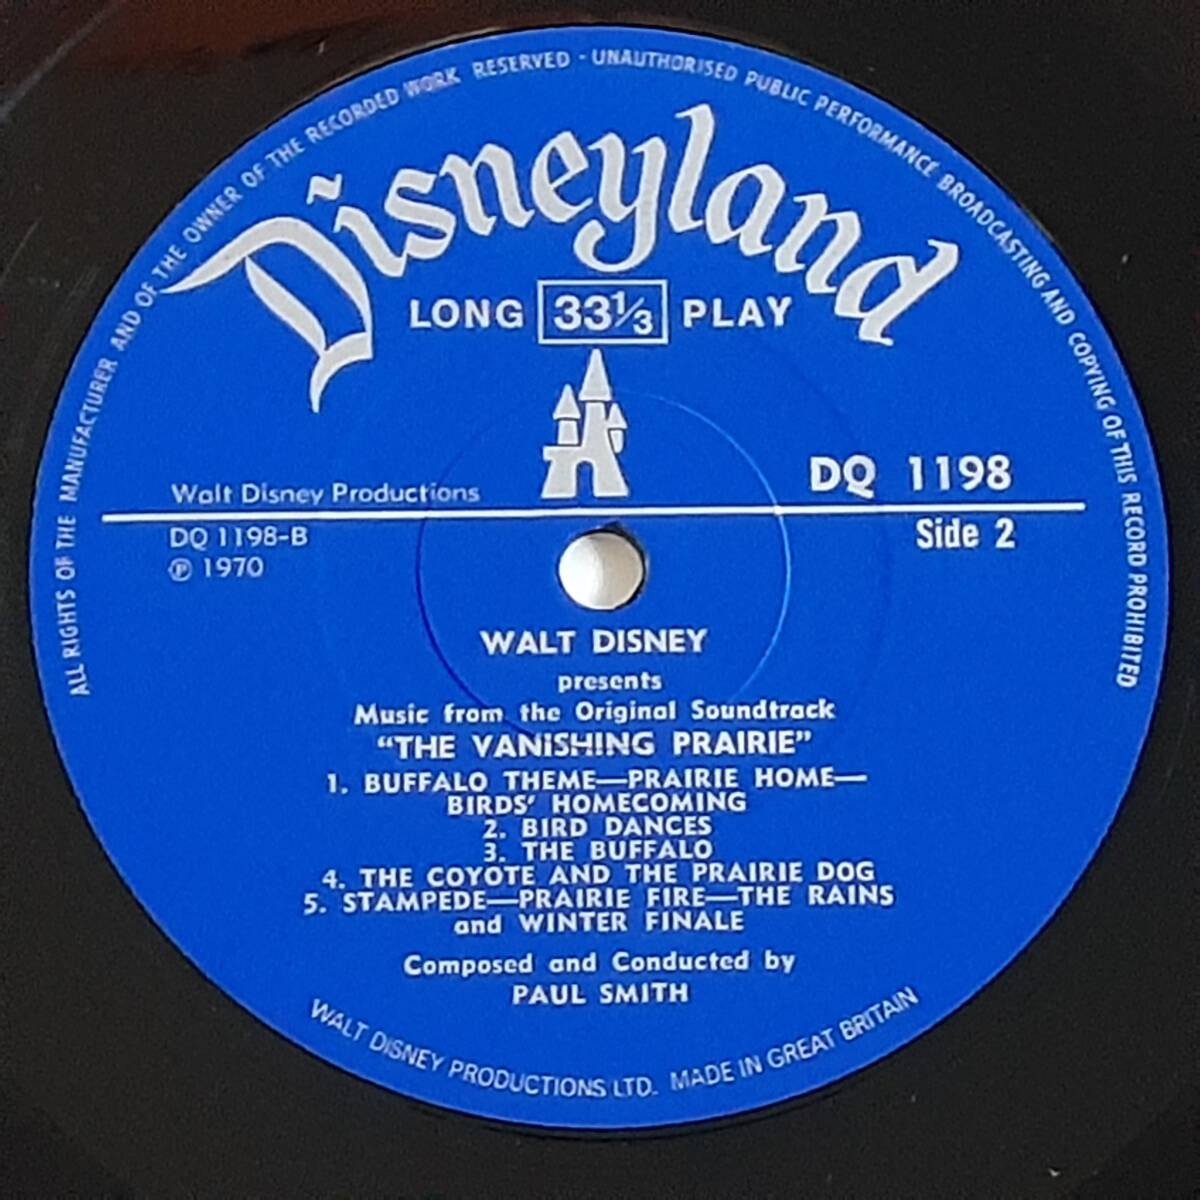 ALL RIGHTS OF THE MANUFACTURER AND OF THE OWNER OF THE RECORDED WORK RESERVED - UNAUTHORISED PUBLIC PERFORMANCE BROADCASTING AND COPYING OF THIS RECORD PROHIBITED
Disneyland
LONG 33⅓ PLAY
Walt Disney Productions
DQ 1198
DQ 1198-B
Side 2
℗ 1970
WALT DISNEY
presents
Music from the Original Soundtrack
“THE VANISHING PRAIRIE”
1. BUFFALO THEME—PRAIRIE HOME—
BIRDS' HOMECOMING
2. BIRD DANCES
3. THE BUFFALO
4. THE COYOTE AND THE PRAIRIE DOG
5. STAMPEDE—PRAIRIE FIRE—THE RAINS
and WINTER FINALE
Composed and Conducted by
PAUL SMITH
WALT DISNEY PRODUCTIONS LTD. MADE IN GREAT BRITAIN